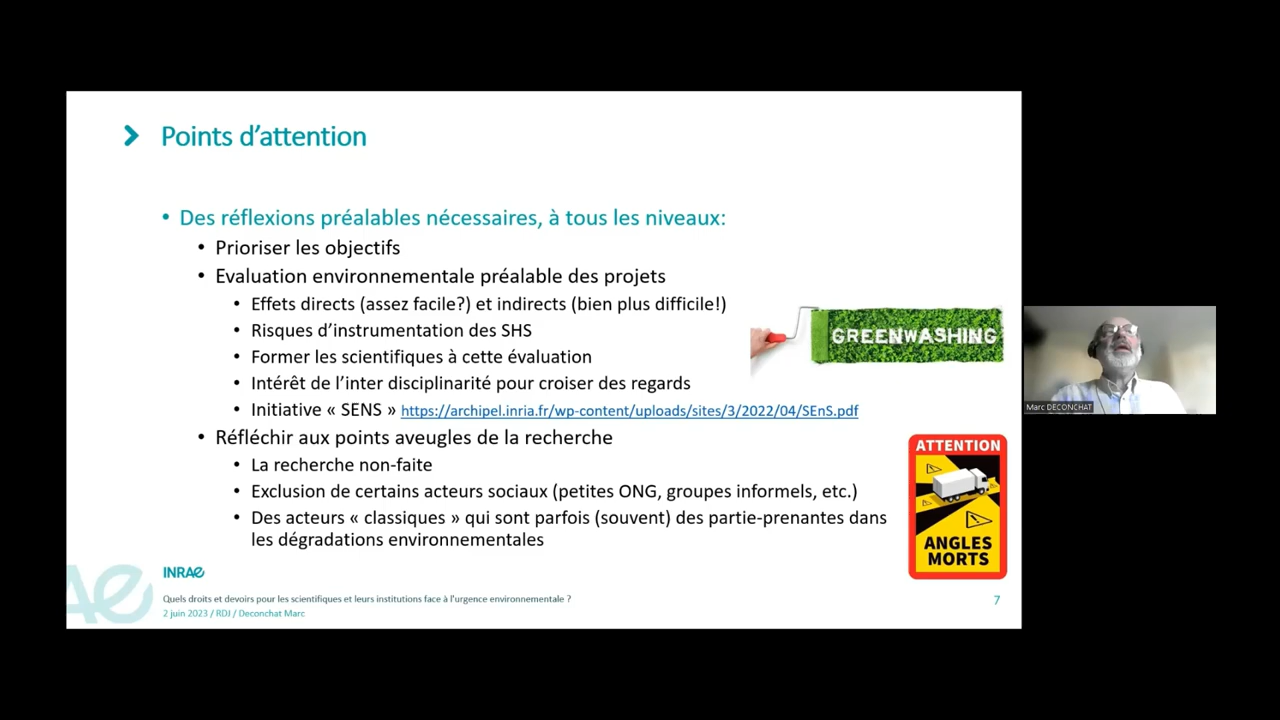 Points d'attention
• Des réflexions préalables nécessaires, à tous les niveaux:
• Prioriser les objectifs
• Evaluation environnementale préalable des projets
• Effets directs (assez facile?) et indirects (bien plus difficile!)
• Risques d'instrumentation des SHS
• Former les scientifiques à cette évaluation
• Intérêt de l'inter disciplinarité pour croiser des regards
• Initiative « SENS » https://archipel.inria.fr/wp-content/uploads/sites/3/2022/04/SEnS.pdf
GREENWASHING
Marc DECONCHAT
• Réfléchir aux points aveugles de la recherche
• La recherche non-faite
• Exclusion de certains acteurs sociaux (petites ONG, groupes informels, etc.)
• Des acteurs « classiques » qui sont parfois (souvent) des partie-prenantes dans
les dégradations environnementales
ATTENTION
ANGLES
MORTS
INRAE
Quels droits et devoirs pour les scientifiques et leurs institutions face à l'urgence environnementale ?
2 juin 2023 / RDJ / Deconchat Marc
7